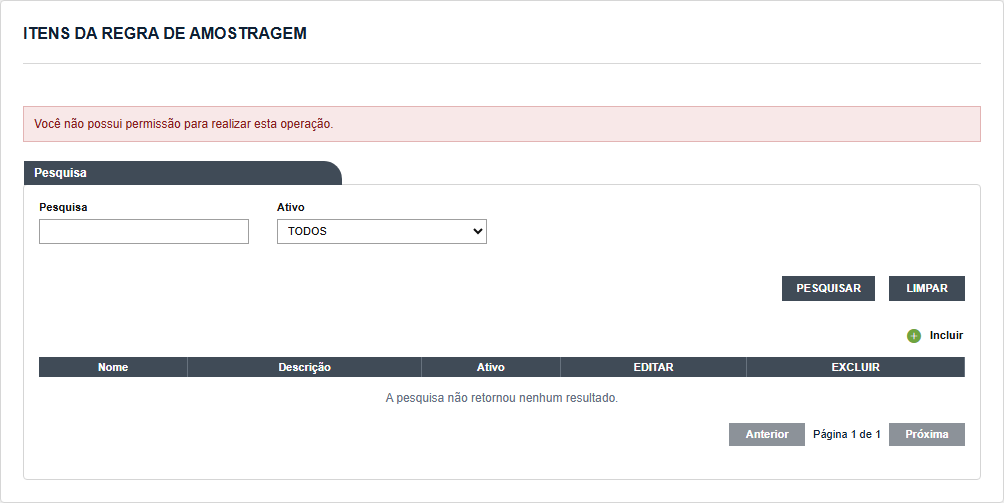 ITENS DA REGRA DE AMOSTRAGEM
Você não possui permissão para realizar esta operação.
Pesquisa
Pesquisa Ativo
TODOS
PESQUISAR LIMPAR
Incluir
Nome Descrição Ativo EDITAR EXCLUIR
A pesquisa não retornou nenhum resultado.
Anterior Página 1 de 1 Próxima